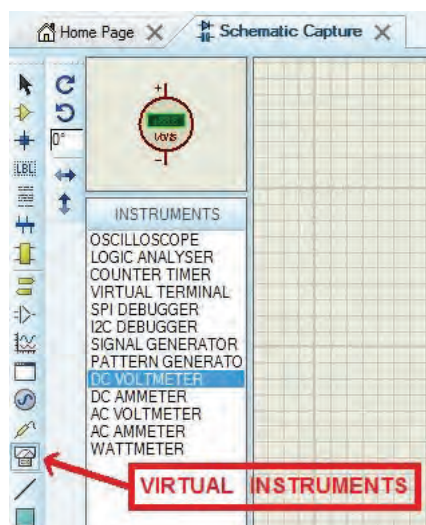 Home Page
Schematic Capture
LBL
0°
+
Volts
INSTRUMENTS
OSCILLOSCOPE
LOGIC ANALYSER
COUNTER TIMER
VIRTUAL TERMINAL
SPI DEBUGGER
I2C DEBUGGER
SIGNAL GENERATOR
PATTERN GENERATO
DC VOLTMETER
DC AMMETER
AC VOLTMETER
AC AMMETER
WATTMETER
VIRTUAL INSTRUMENTS